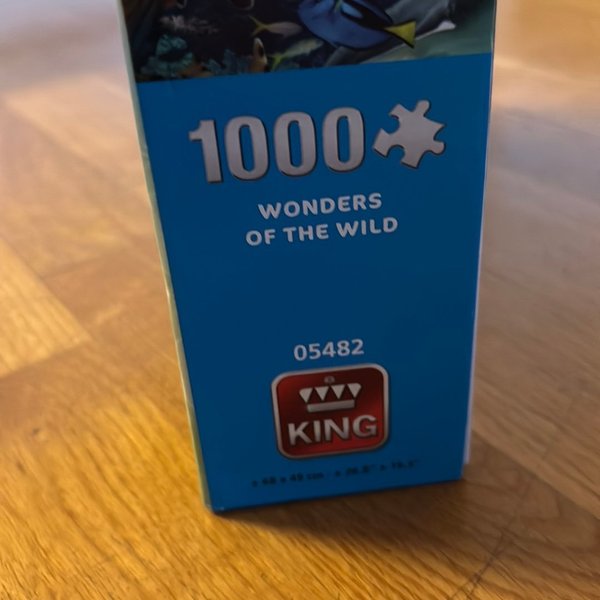 1000
WONDERS
OF THE WILD
05482
KING